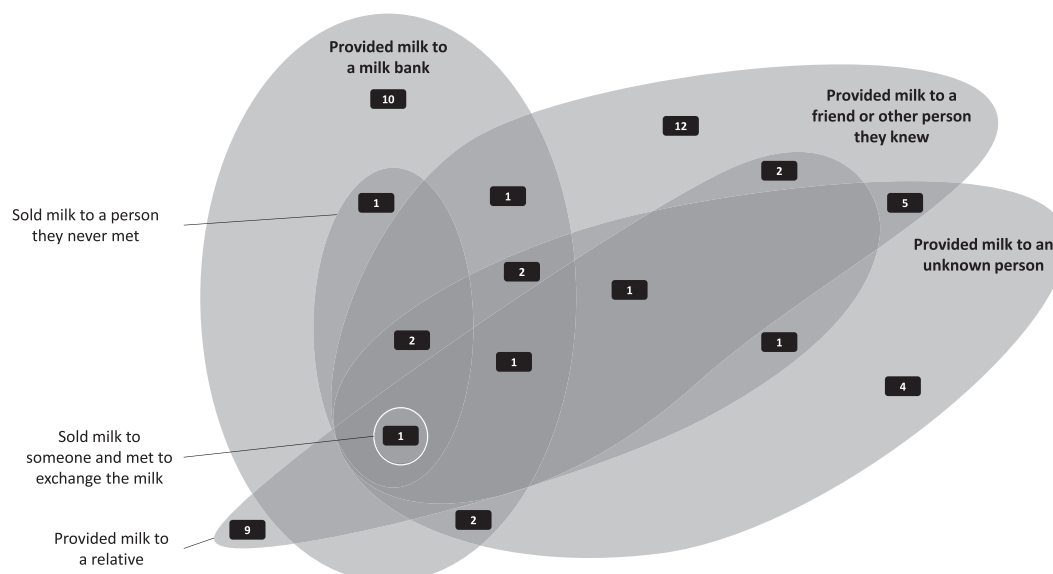 Provided milk to
a milk bank
10
Provided milk to a
friend or other person
they knew
12
2
1
1
5
Sold milk to a person
they never met
Provided milk to an
unknown person
2
1
2
1
1
4
Sold milk to
someone and met to
exchange the milk
1
2
9
Provided milk to
a relative